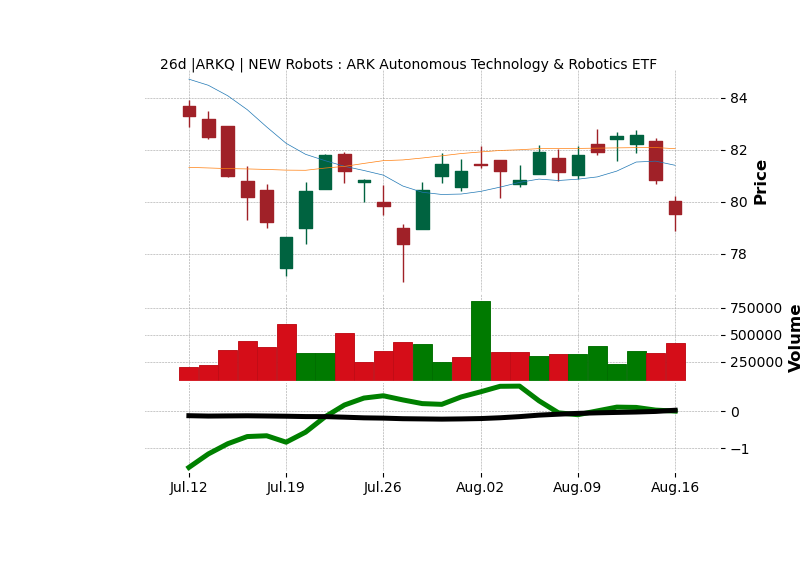 26d |ARKQ | NEW Robots : ARK Autonomous Technology & Robotics ETF
84
82
80
78
Price
750000
500000
250000
Volume
0
−1
Jul.12 Jul.19 Jul.26 Aug.02 Aug.09 Aug.16